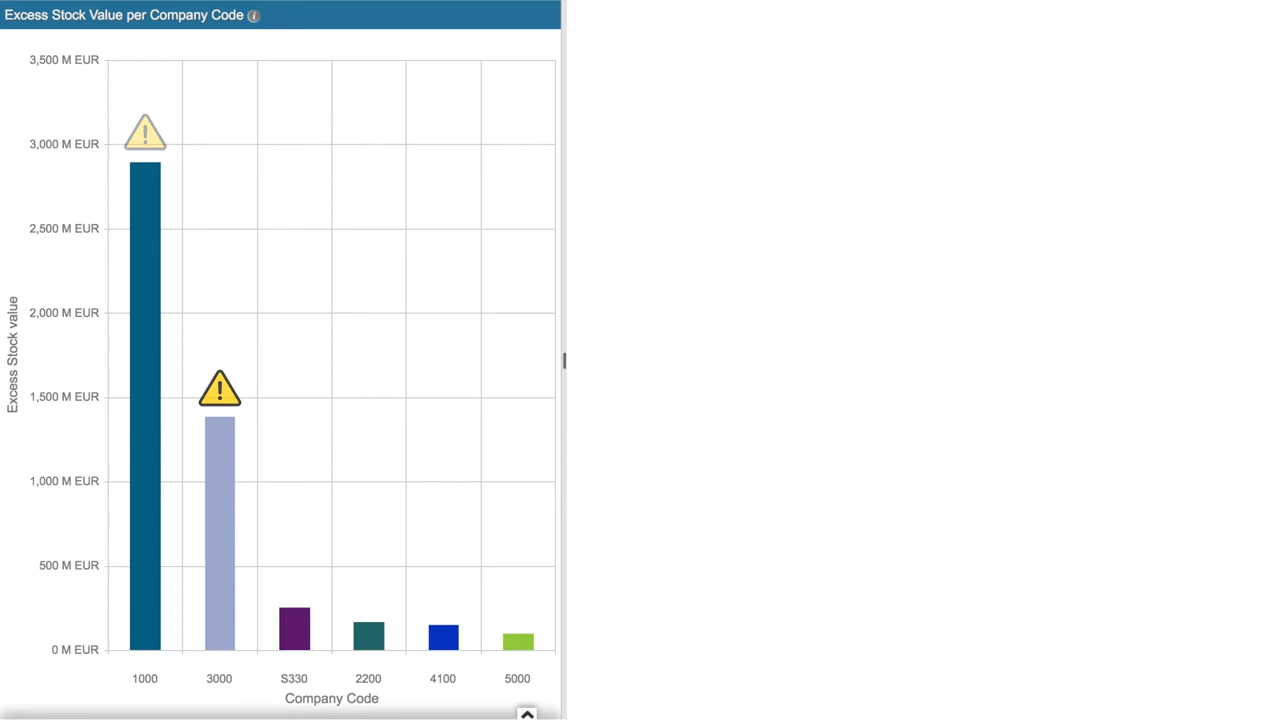 Excess Stock Value per Company Code i
3,500 M EUR
3,000 M EUR
2,500 M EUR
2,000 M EUR
1,500 M EUR
1,000 M EUR
500 M EUR
0 M EUR
Excess Stock value
1000 3000 S330 2200 4100 5000
Company Code